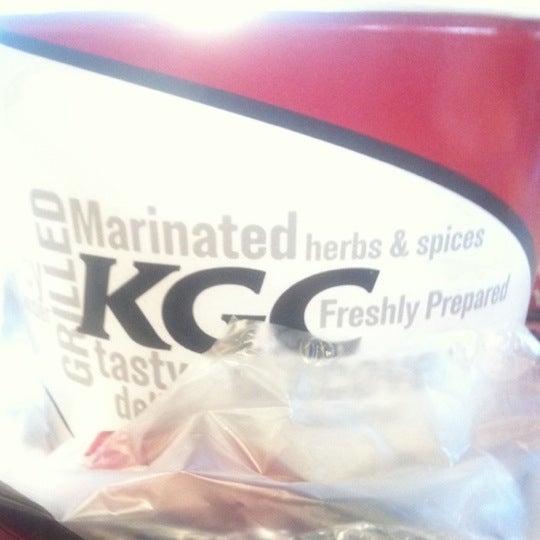 GRILLED
Marinated
herbs & spices
KGC
Freshly Prepared
tasty